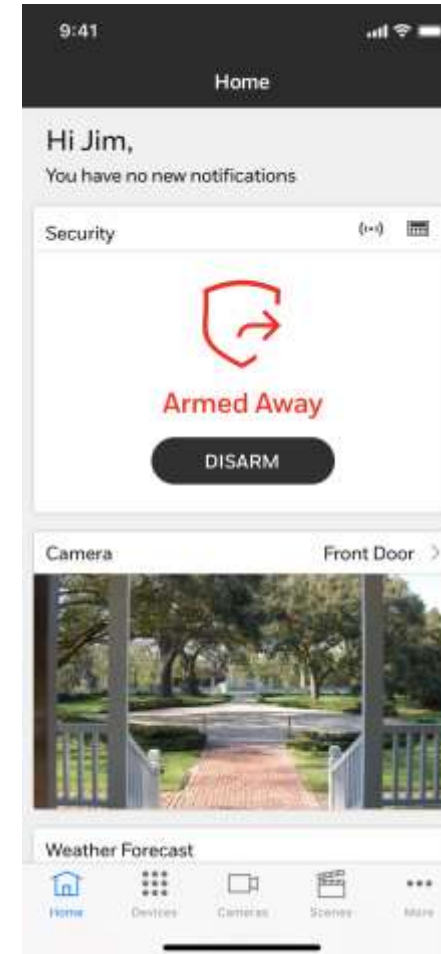 9:41
Home
Hi Jim,
You have no new notifications
Security
Armed Away
DISARM
Camera Front Door
Weather Forecast
Home Devices Cameras Scenes More